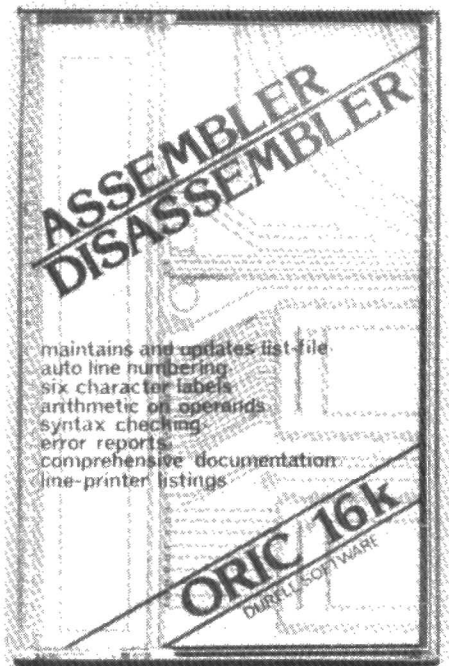 ASSEMBLER
DISASSEMBLER
maintains and updates list-file
auto line numbering
six character labels
arithmetic on operands
syntax checking
error reports
comprehensive documentation
line-printer listings
ORIC 16k
DURELL SOFTWARE